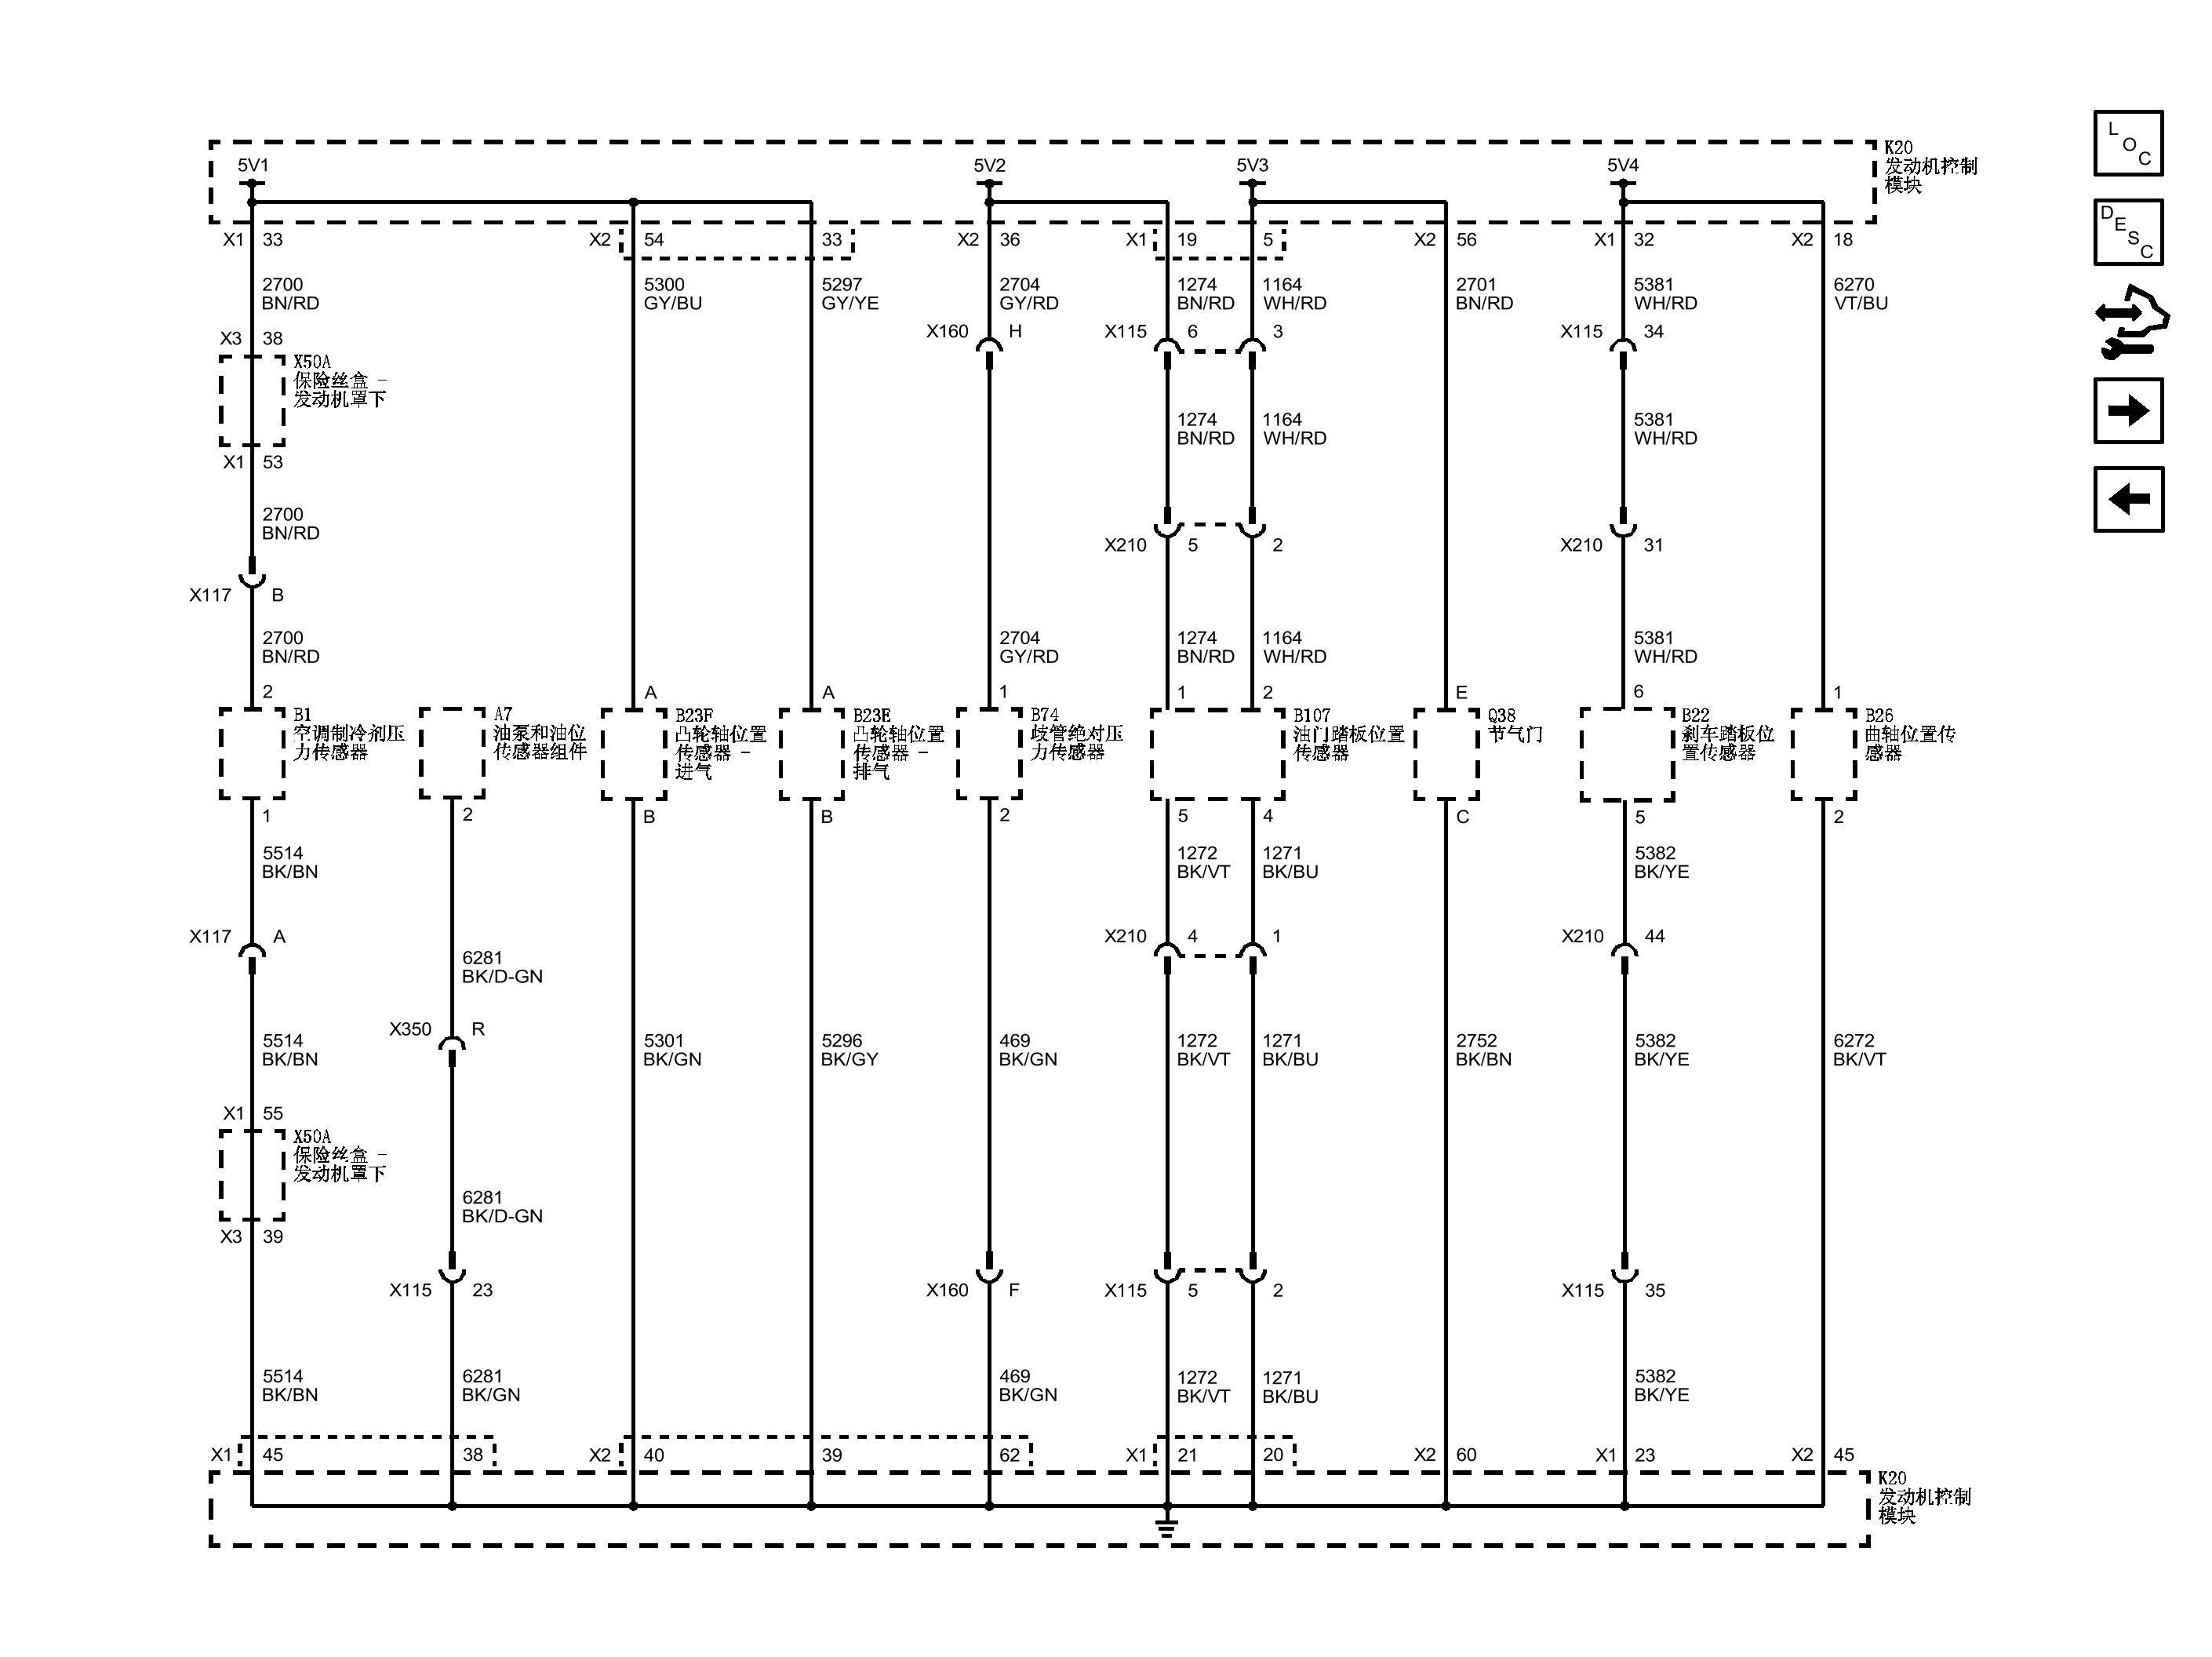 5V1
5V2
5V3
5V4
K20
发动机控制
模块
X1 33
X2 54
33
X2 36
X1 19
5
X2 56
X1 32
X2 18
2700
BN/RD
5300
GY/BU
5297
GY/YE
2704
GY/RD
1274
BN/RD
1164
WH/RD
2701
BN/RD
5381
WH/RD
6270
VT/BU
X3 38
X160 H
X115 6
3
X115 34
X50A
保险丝盒 -
发动机罩下
1274
BN/RD
1164
WH/RD
5381
WH/RD
X1 53
2700
BN/RD
X210 5
2
X210 31
X117 B
2700
BN/RD
2704
GY/RD
1274
BN/RD
1164
WH/RD
5381
WH/RD
2
A
A
1
1
2
E
6
1
B1
空调制冷剂压
力传感器
A7
油泵和油位
传感器组件
B23F
凸轮轴位置
传感器 -
进气
B23E
凸轮轴位置
传感器 -
排气
B74
歧管绝对压
力传感器
B107
油门踏板位置
传感器
Q38
节气门
B22
刹车踏板位
置传感器
B26
曲轴位置传
感器
1
2
B
B
2
5
4
C
5
2
5514
BK/BN
1272
BK/VT
1271
BK/BU
5382
BK/YE
X117 A
X210 4
1
X210 44
6281
BK/D-GN
X350 R
5514
BK/BN
5301
BK/GN
5296
BK/GY
469
BK/GN
1272
BK/VT
1271
BK/BU
2752
BK/BN
5382
BK/YE
6272
BK/VT
X1 55
X50A
保险丝盒 -
发动机罩下
6281
BK/D-GN
X3 39
X115 23
X160 F
X115 5
2
X115 35
5514
BK/BN
6281
BK/GN
469
BK/GN
1272
BK/VT
1271
BK/BU
5382
BK/YE
X1 45
38
X2 40
39
62
X1 21
20
X2 60
X1 23
X2 45
K20
发动机控制
模块
LOC
DESC